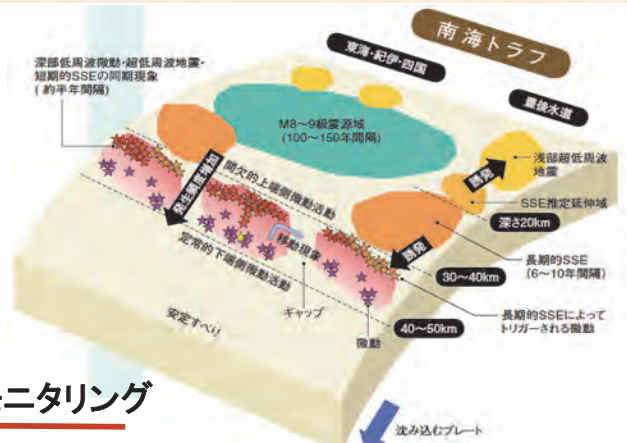 南海トラフ
東海・紀伊・四国
豊後水道
深部低周波微動・超低周波地震・
短期的SSEの同期現象
(約半年間隔)
M8〜9級震源域
(100〜150年間隔)
浅部超低周波
地震
誘発
SSE推定延伸域
深さ20km
発生頻度増加
間欠的上端側微動活動
移動現象
誘発
長期的SSE
(6〜10年間隔)
30〜40km
定常的下端側微動活動
ギャップ
長期的SSEによって
トリガーされる微動
40〜50km
微動
安定すべり
モニタリング
沈み込むプレート